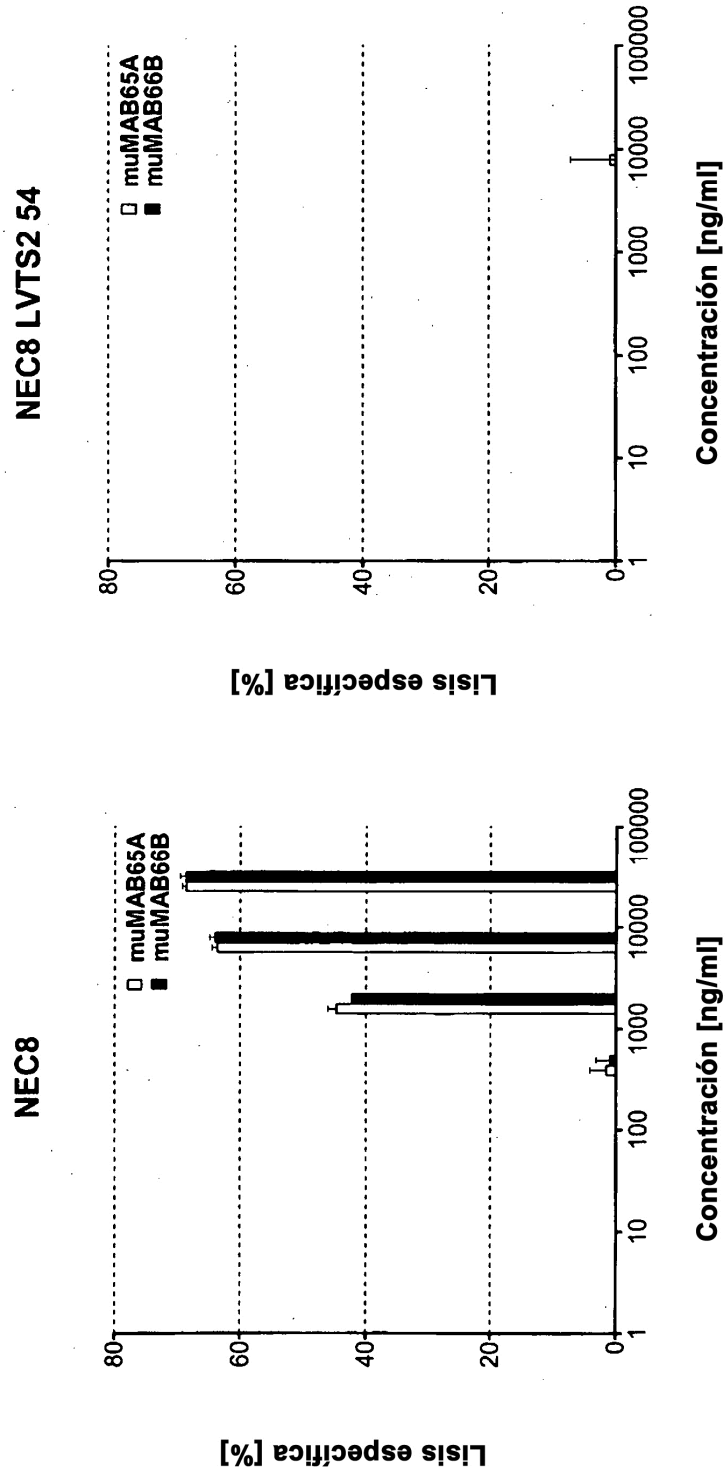 NEC8
muMAB65A
muMAB66B
Lisis específica [%]
80
60
40
20
0
1
10
100
1000
10000
100000
Concentración [ng/ml]
NEC8 LVTS2 54
muMAB65A
muMAB66B
Lisis específica [%]
80
60
40
20
0
1
10
100
1000
10000
100000
Concentración [ng/ml]